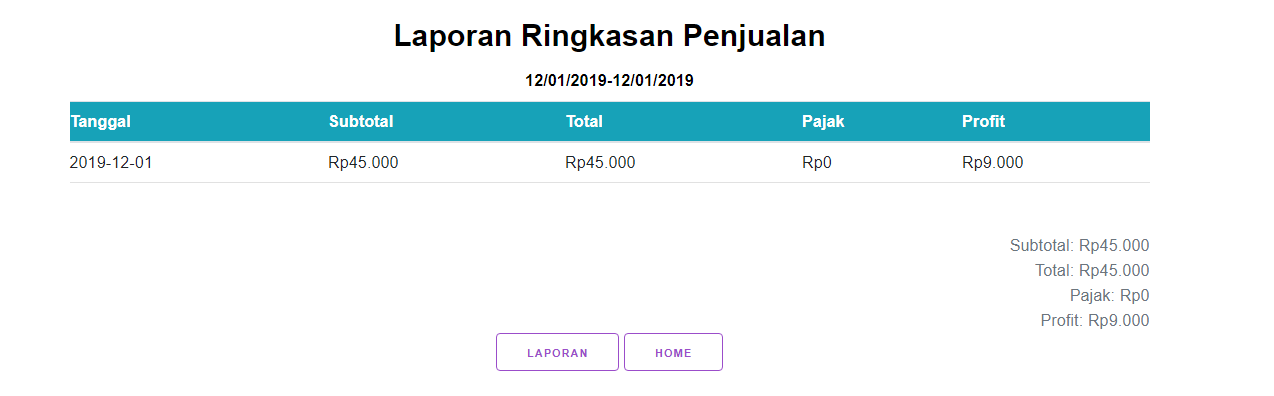 Laporan Ringkasan Penjualan
12/01/2019-12/01/2019
Tanggal Subtotal Total Pajak Profit
2019-12-01 Rp45.000 Rp45.000 Rp0 Rp9.000
Subtotal: Rp45.000
Total: Rp45.000
Pajak: Rp0
Profit: Rp9.000
LAPORAN HOME